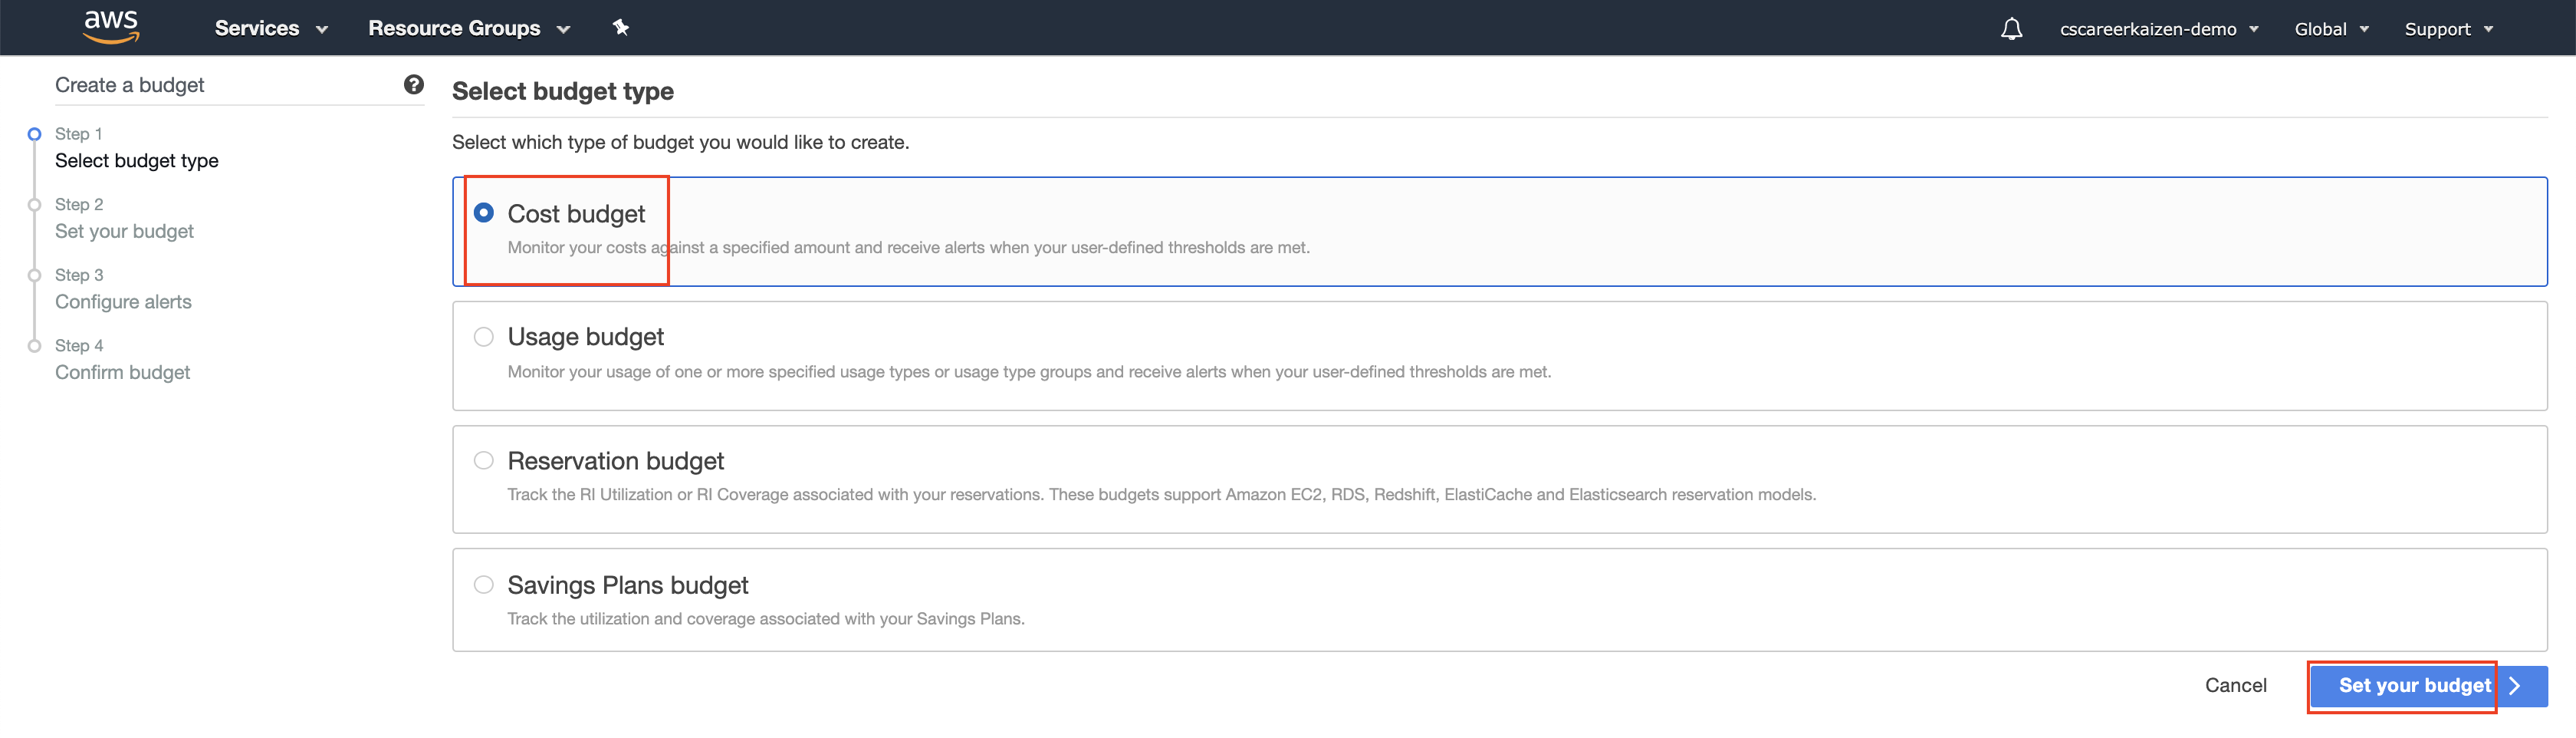 aws
Services
Resource Groups
cscareerkaizen-demo
Global
Support
Create a budget
?
Step 1
Select budget type
Step 2
Set your budget
Step 3
Configure alerts
Step 4
Confirm budget
Select budget type
Select which type of budget you would like to create.
Cost budget
Monitor your costs against a specified amount and receive alerts when your user-defined thresholds are met.
Usage budget
Monitor your usage of one or more specified usage types or usage type groups and receive alerts when your user-defined thresholds are met.
Reservation budget
Track the RI Utilization or RI Coverage associated with your reservations. These budgets support Amazon EC2, RDS, Redshift, ElastiCache and Elasticsearch reservation models.
Savings Plans budget
Track the utilization and coverage associated with your Savings Plans.
Cancel
Set your budget